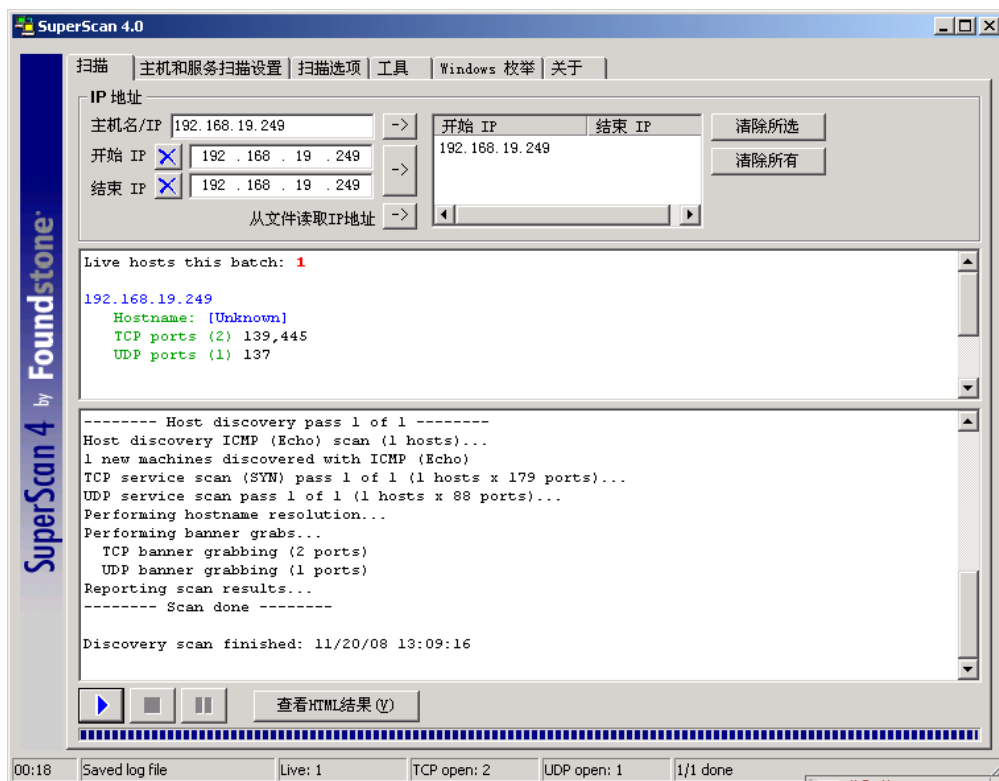 SuperScan 4.0
扫描 主机和服务扫描设置 扫描选项 工具 Windows 枚举 关于
IP 地址
主机名/IP 192.168.19.249 ->
开始 IP 192 . 168 . 19 . 249 ->
结束 IP 192 . 168 . 19 . 249
从文件读取IP地址 ->
开始 IP 结束 IP
192.168.19.249
清除所选
清除所有
SuperScan 4 by Foundstone
Live hosts this batch: 1
192.168.19.249
Hostname: [Unknown]
TCP ports (2) 139,445
UDP ports (1) 137
-------- Host discovery pass 1 of 1 --------
Host discovery ICMP (Echo) scan (1 hosts)...
1 new machines discovered with ICMP (Echo)
TCP service scan (SYN) pass 1 of 1 (1 hosts x 179 ports)...
UDP service scan pass 1 of 1 (1 hosts x 88 ports)...
Performing hostname resolution...
Performing banner grabs...
TCP banner grabbing (2 ports)
UDP banner grabbing (1 ports)
Reporting scan results...
-------- Scan done --------
Discovery scan finished: 11/20/08 13:09:16
查看HTML结果(V)
00:18 Saved log file Live: 1 TCP open: 2 UDP open: 1 1/1 done